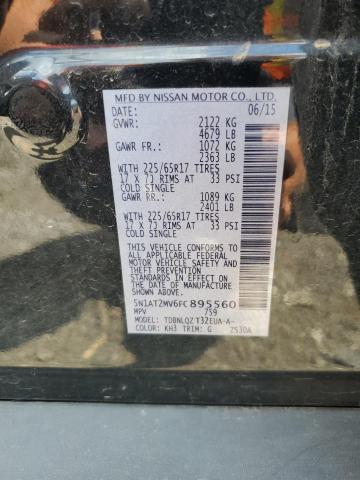 MFD BY NISSAN MOTOR CO., LTD.
DATE: 06/15
GVWR: 2122 KG
4679 LB
GAWR FR.: 1072 KG
2363 LB
WITH 225/65R17 TIRES
17 X 7J RIMS AT 33 PSI
COLD SINGLE
GAWR RR.: 1089 KG
2401 LB
WITH 225/65R17 TIRES
17 X 7J RIMS AT 33 PSI
COLD SINGLE
THIS VEHICLE CONFORMS TO
ALL APPLICABLE FEDERAL
MOTOR VEHICLE SAFETY
STANDARDS IN EFFECT ON
THE DATE OF MANUFACTURE
SHOWN ABOVE.
5N1AT2MV6FC895560
MPV 759
MODEL: TDBNLQZ T32EUA-A-
COLOR: KH3 TRIM: G 2530A